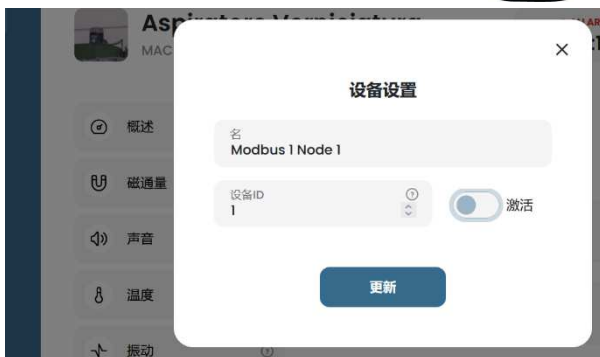 MAC
×
设备设置
概述
名
Modbus 1 Node 1
磁通量
设备ID
1
激活
声音
温度
更新
振动